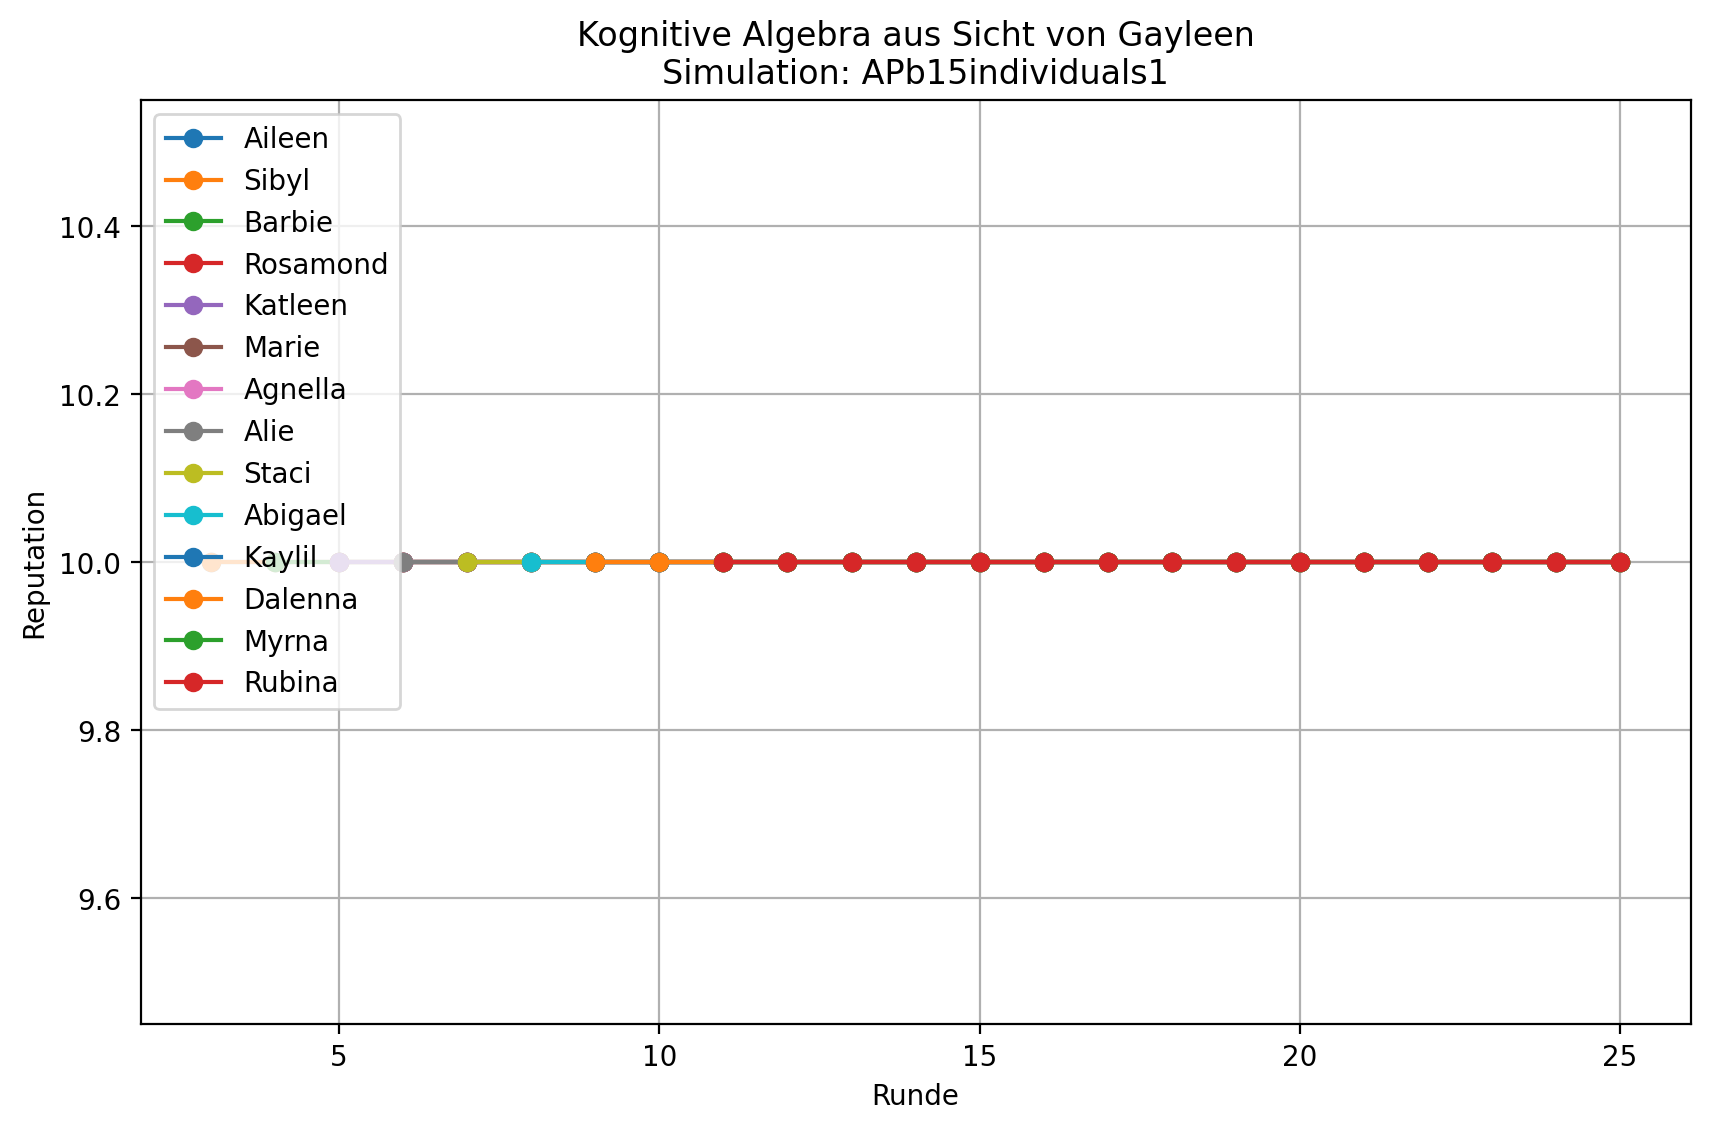 Kognitive Algebra aus Sicht von Gayleen
Simulation: APb15individuals1
Aileen
Sibyl
Barbie
Rosamond
Katleen
Marie
Agnella
Alie
Staci
Abigael
Kaylil
Dalenna
Myrna
Rubina
Reputation
10.4
10.2
10.0
9.8
9.6
5
10
15
20
25
Runde